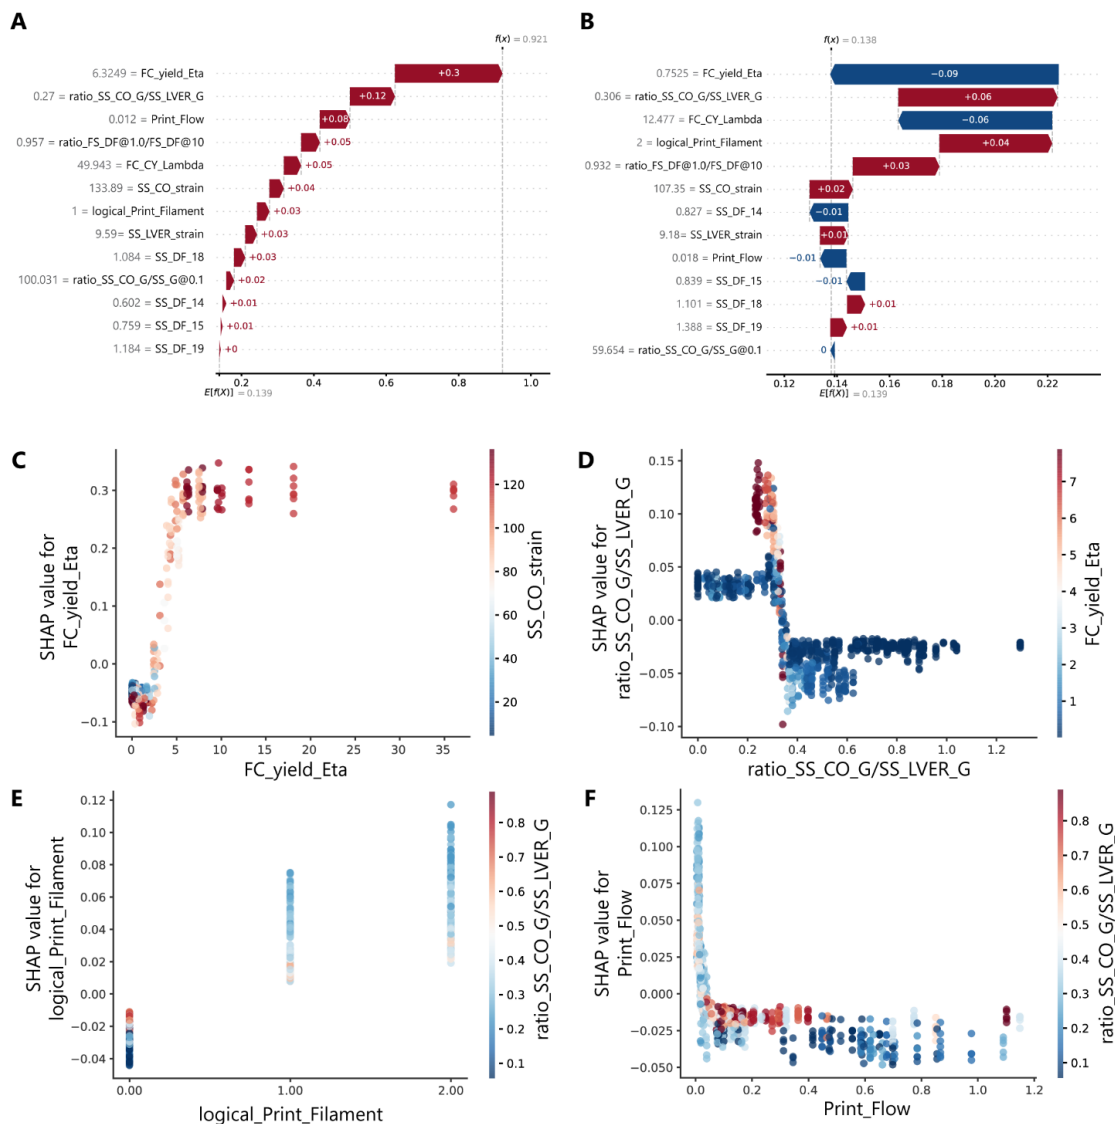 A
f(x) = 0.921
6.3249 = FC_yield_Eta
+0.3
0.27 = ratio_SS_CO_G/SS_LVER_G
+0.12
0.012 = Print_Flow
+0.08
0.957 = ratio_FS_DF@1.0/FS_DF@10
+0.05
49.943 = FC_CY_Lambda
+0.05
133.89 = SS_CO_strain
+0.04
1 = logical_Print_Filament
+0.03
9.59= SS_LVER_strain
+0.03
1.084 = SS_DF_18
+0.03
100.031 = ratio_SS_CO_G/SS_G@0.1
+0.02
0.602 = SS_DF_14
+0.01
0.759 = SS_DF_15
+0.01
1.184 = SS_DF_19
+0
0.2 0.4 0.6 0.8 1.0
E[f(X)] = 0.139
B
f(x) = 0.138
0.7525 = FC_yield_Eta
−0.09
0.306 = ratio_SS_CO_G/SS_LVER_G
+0.06
12.477 = FC_CY_Lambda
−0.06
2 = logical_Print_Filament
+0.04
0.932 = ratio_FS_DF@1.0/FS_DF@10
+0.03
107.35 = SS_CO_strain
+0.02
0.827 = SS_DF_14
−0.01
9.18= SS_LVER_strain
+0.01
0.018 = Print_Flow
−0.01
0.839 = SS_DF_15
−0.01
1.101 = SS_DF_18
+0.01
1.388 = SS_DF_19
+0.01
59.654 = ratio_SS_CO_G/SS_G@0.1
0
0.12 0.14 0.16 0.18 0.20 0.22
E[f(X)] = 0.139
C
SHAP value for
FC_yield_Eta
0.3
0.2
0.1
0.0
−0.1
0 5 10 15 20 25 30 35
FC_yield_Eta
120
100
80
60
40
20
SS_CO_strain
D
SHAP value for
ratio_SS_CO_G/SS_LVER_G
0.15
0.10
0.05
0.00
−0.05
−0.10
0.0 0.2 0.4 0.6 0.8 1.0 1.2
ratio_SS_CO_G/SS_LVER_G
7
6
5
4
3
2
1
FC_yield_Eta
E
SHAP value for
logical_Print_Filament
0.12
0.10
0.08
0.06
0.04
0.02
0.00
−0.02
−0.04
0.00 1.00 2.00
logical_Print_Filament
0.8
0.7
0.6
0.5
0.4
0.3
0.2
0.1
ratio_SS_CO_G/SS_LVER_G
F
SHAP value for
Print_Flow
0.125
0.100
0.075
0.050
0.025
0.000
−0.025
−0.050
0.0 0.2 0.4 0.6 0.8 1.0 1.2
Print_Flow
0.8
0.7
0.6
0.5
0.4
0.3
0.2
0.1
ratio_SS_CO_G/SS_LVER_G